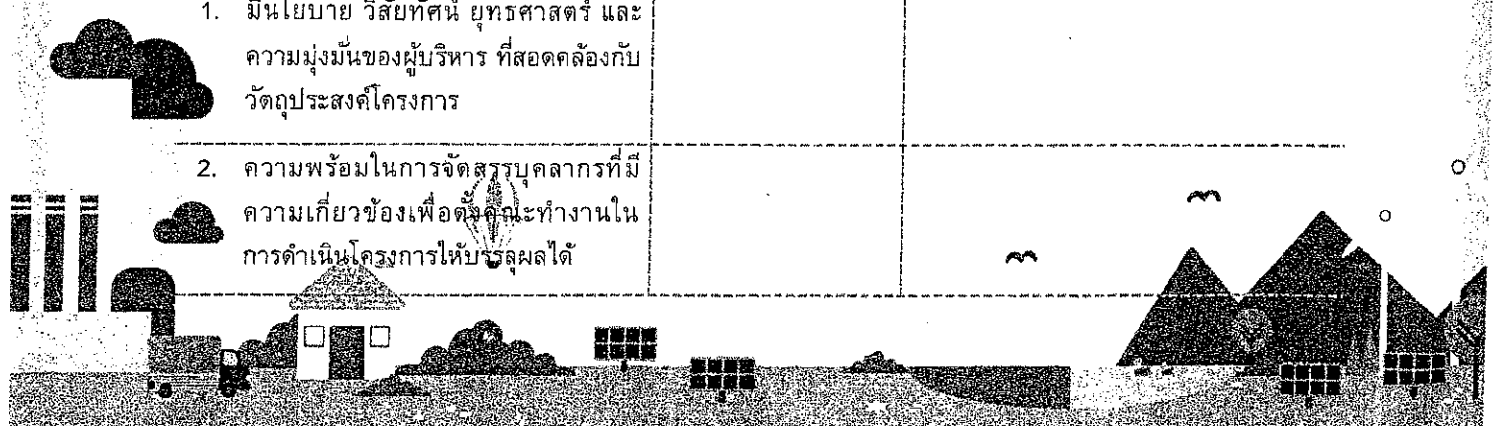 1. มีนโยบาย วิสัยทัศน์ ยุทธศาสตร์ และ
ความมุ่งมั่นของผู้บริหาร ที่สอดคล้องกับ
วัตถุประสงค์โครงการ
2. ความพร้อมในการจัดสรรบุคลากรที่มี
ความเกี่ยวข้องเพื่อตั้งคณะทำงานใน
การดำเนินโครงการให้บรรลุผลได้